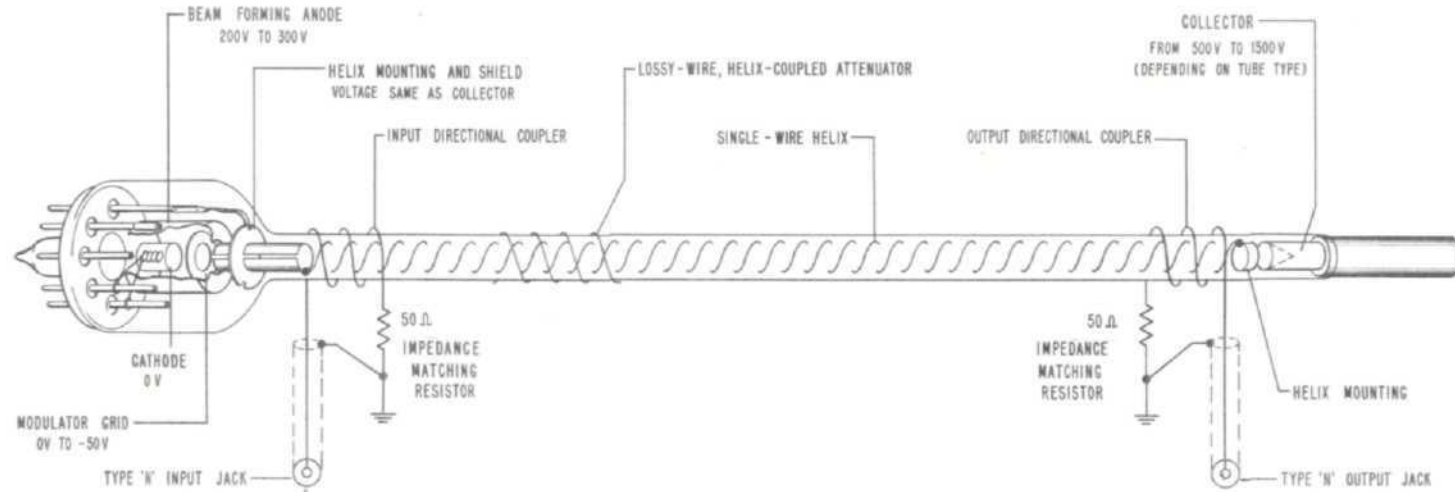 BEAM FORMING ANODE
200V TO 300V
COLLECTOR
FROM 500V TO 1500V
(DEPENDING ON TUBE TYPE)
HELIX MOUNTING AND SHIELD
VOLTAGE SAME AS COLLECTOR
LOSSY-WIRE, HELIX-COUPLED ATTENUATOR
INPUT DIRECTIONAL COUPLER
SINGLE-WIRE HELIX
OUTPUT DIRECTIONAL COUPLER
50 Ω
IMPEDANCE
MATCHING
RESISTOR
50 Ω
IMPEDANCE
MATCHING
RESISTOR
CATHODE
0V
HELIX MOUNTING
MODULATOR GRID
0V TO -50V
TYPE 'N' INPUT JACK
TYPE 'N' OUTPUT JACK